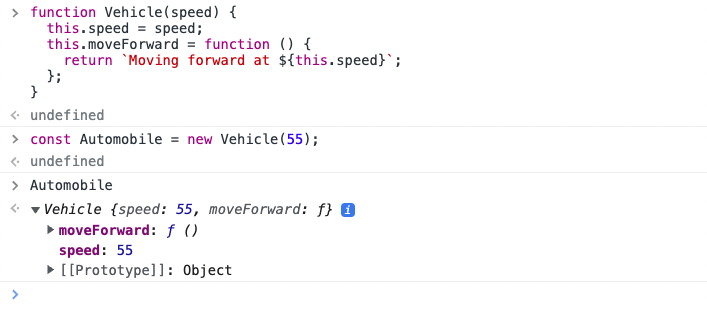 function Vehicle(speed) {
  this.speed = speed;
  this.moveForward = function () {
    return `Moving forward at ${this.speed}`;
  };
}
undefined
const Automobile = new Vehicle(55);
undefined
Automobile
Vehicle {speed: 55, moveForward: ƒ} i
moveForward: ƒ ()
speed: 55
[[Prototype]]: Object